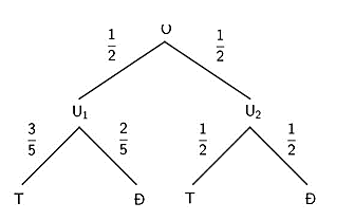 O
1/2 1/2
U₁ U₂
3/5 2/5 1/2 1/2
T Đ T Đ